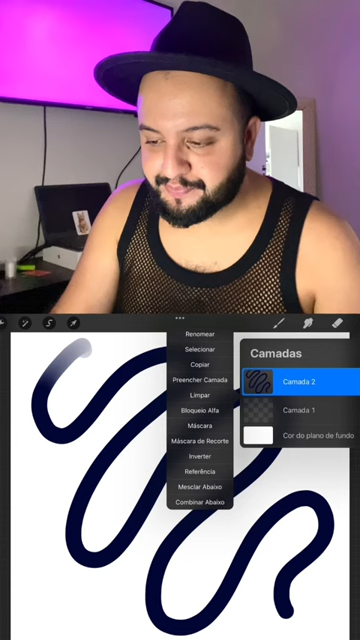 Renomear
Selecionar
Copiar
Preencher Camada
Limpar
Bloqueio Alfa
Máscara
Máscara de Recorte
Inverter
Referência
Mesclar Abaixo
Combinar Abaixo
Camadas
Camada 2
Camada 1
Cor do plano de fundo